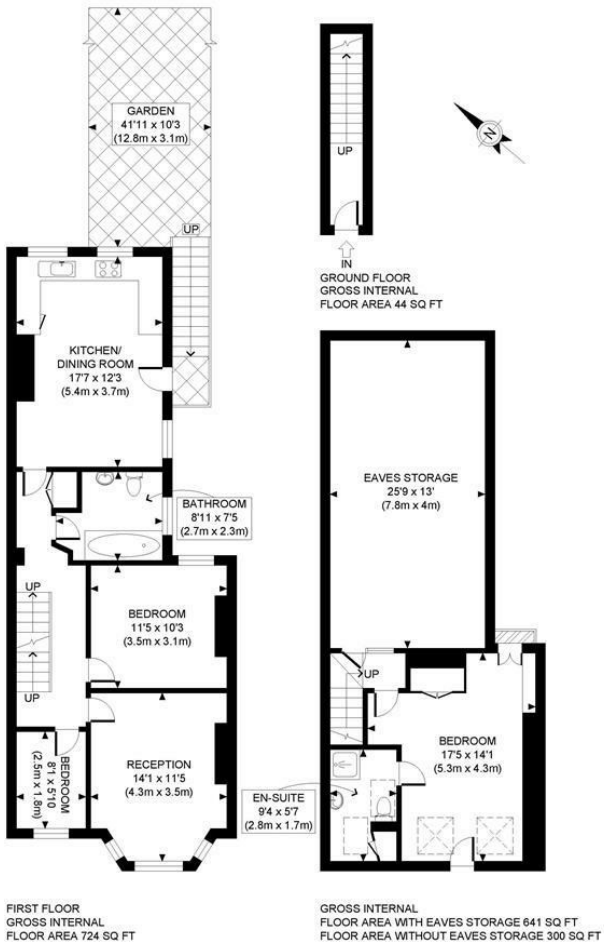 GARDEN
41'11 x 10'3
(12.8m x 3.1m)
UP
KITCHEN/
DINING ROOM
17'7 x 12'3
(5.4m x 3.7m)
BATHROOM
8'11 x 7'5
(2.7m x 2.3m)
UP
UP
BEDROOM
11'5 x 10'3
(3.5m x 3.1m)
RECEPTION
14'1 x 11'5
(4.3m x 3.5m)
BEDROOM
8'1 x 5'10
(2.5m x 1.8m)
FIRST FLOOR
GROSS INTERNAL
FLOOR AREA 724 SQ FT
UP
IN
GROUND FLOOR
GROSS INTERNAL
FLOOR AREA 44 SQ FT
N
EAVES STORAGE
25'9 x 13'
(7.8m x 4m)
UP
BEDROOM
17'5 x 14'1
(5.3m x 4.3m)
EN-SUITE
9'4 x 5'7
(2.8m x 1.7m)
GROSS INTERNAL
FLOOR AREA WITH EAVES STORAGE 641 SQ FT
FLOOR AREA WITHOUT EAVES STORAGE 300 SQ FT